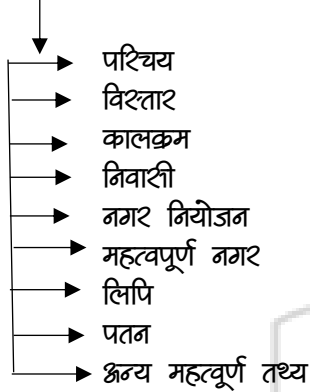 परिचय
विस्तार
कालक्रम
निवासी
नगर नियोजन
महत्वपूर्ण नगर
लिपि
पतन
अन्य महत्वूर्ण तथ्य